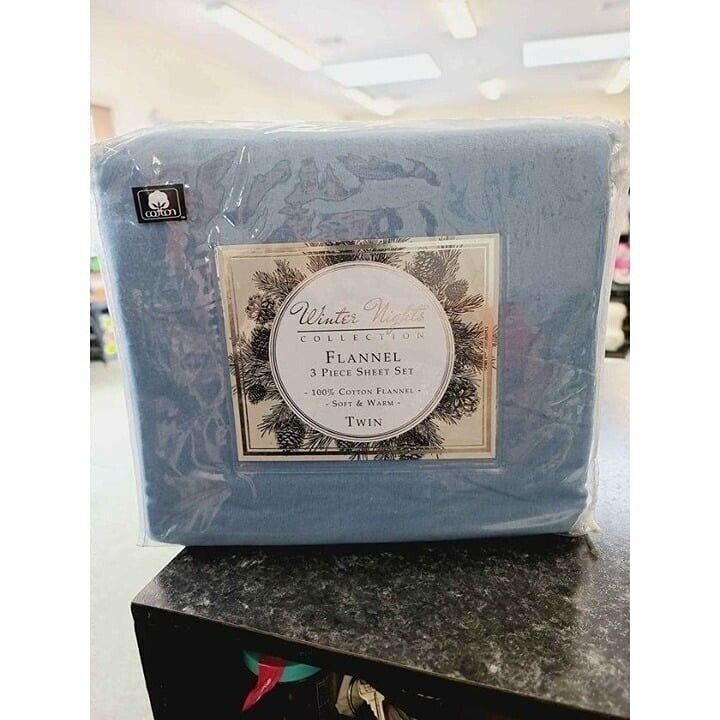 COTTON
Winter Nights
COLLECTION
FLANNEL
3 PIECE SHEET SET
- 100% COTTON FLANNEL -
- SOFT & WARM -
TWIN